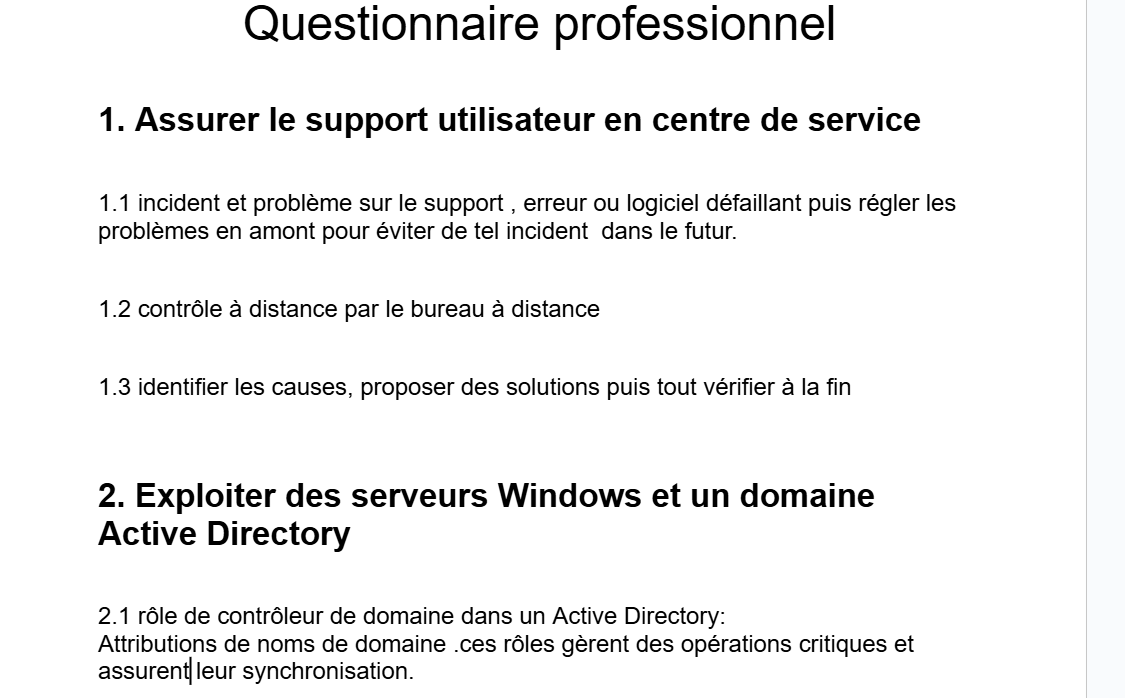 Questionnaire professionnel
1. Assurer le support utilisateur en centre de service
1.1 incident et problème sur le support , erreur ou logiciel défaillant puis régler les
problèmes en amont pour éviter de tel incident  dans le futur.
1.2 contrôle à distance par le bureau à distance
1.3 identifier les causes, proposer des solutions puis tout vérifier à la fin
2. Exploiter des serveurs Windows et un domaine
Active Directory
2.1 rôle de contrôleur de domaine dans un Active Directory:
Attributions de noms de domaine .ces rôles gèrent des opérations critiques et
assurent leur synchronisation.